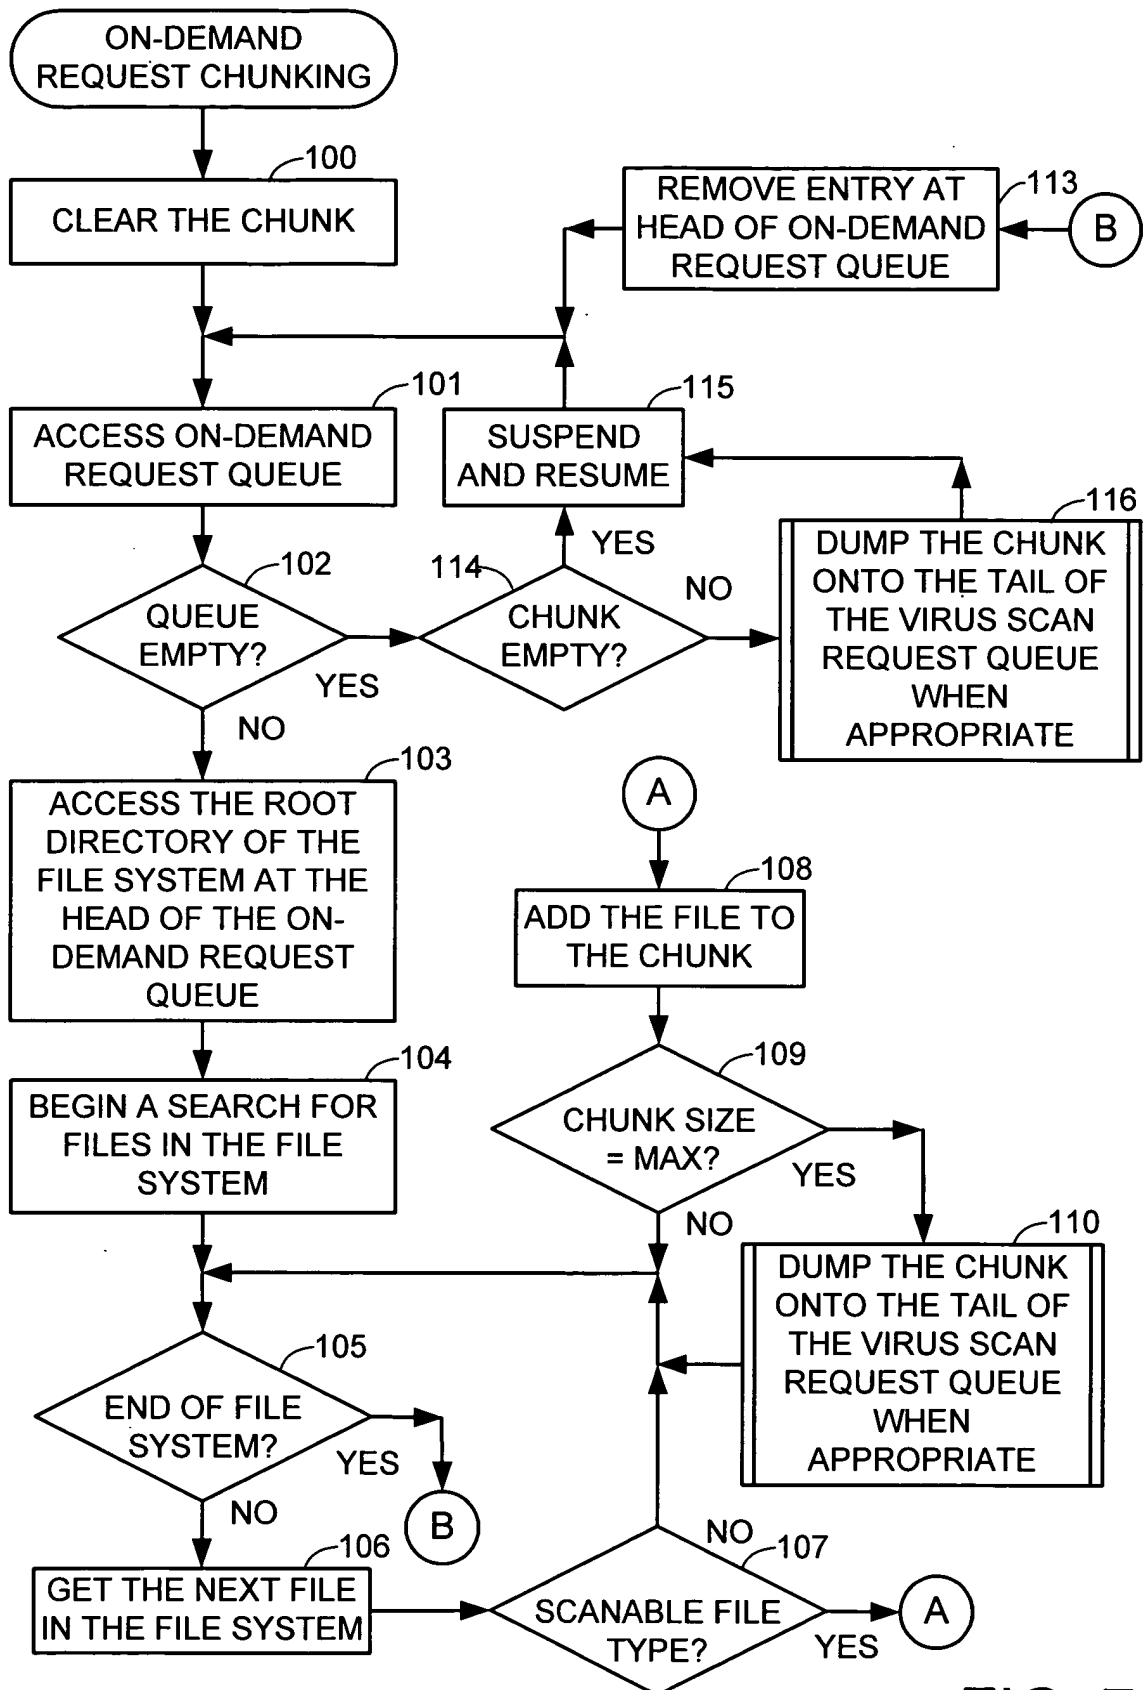 ON-DEMAND
REQUEST CHUNKING
100
CLEAR THE CHUNK
REMOVE ENTRY AT
HEAD OF ON-DEMAND
REQUEST QUEUE
113
B
101
ACCESS ON-DEMAND
REQUEST QUEUE
115
SUSPEND
AND RESUME
116
DUMP THE CHUNK
ONTO THE TAIL OF
THE VIRUS SCAN
REQUEST QUEUE
WHEN
APPROPRIATE
102
QUEUE
EMPTY?
YES
NO
114
CHUNK
EMPTY?
YES
NO
103
ACCESS THE ROOT
DIRECTORY OF THE
FILE SYSTEM AT THE
HEAD OF THE ON-
DEMAND REQUEST
QUEUE
A
108
ADD THE FILE TO
THE CHUNK
104
BEGIN A SEARCH FOR
FILES IN THE FILE
SYSTEM
109
CHUNK SIZE
= MAX?
YES
NO
110
DUMP THE CHUNK
ONTO THE TAIL OF
THE VIRUS SCAN
REQUEST QUEUE
WHEN
APPROPRIATE
105
END OF FILE
SYSTEM?
YES
NO
B
106
GET THE NEXT FILE
IN THE FILE SYSTEM
NO
107
SCANABLE FILE
TYPE?
YES
A